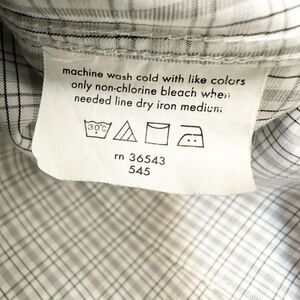 machine wash cold with like colors
only non-chlorine bleach when
needed line dry iron medium
30°C
rn 36543
545